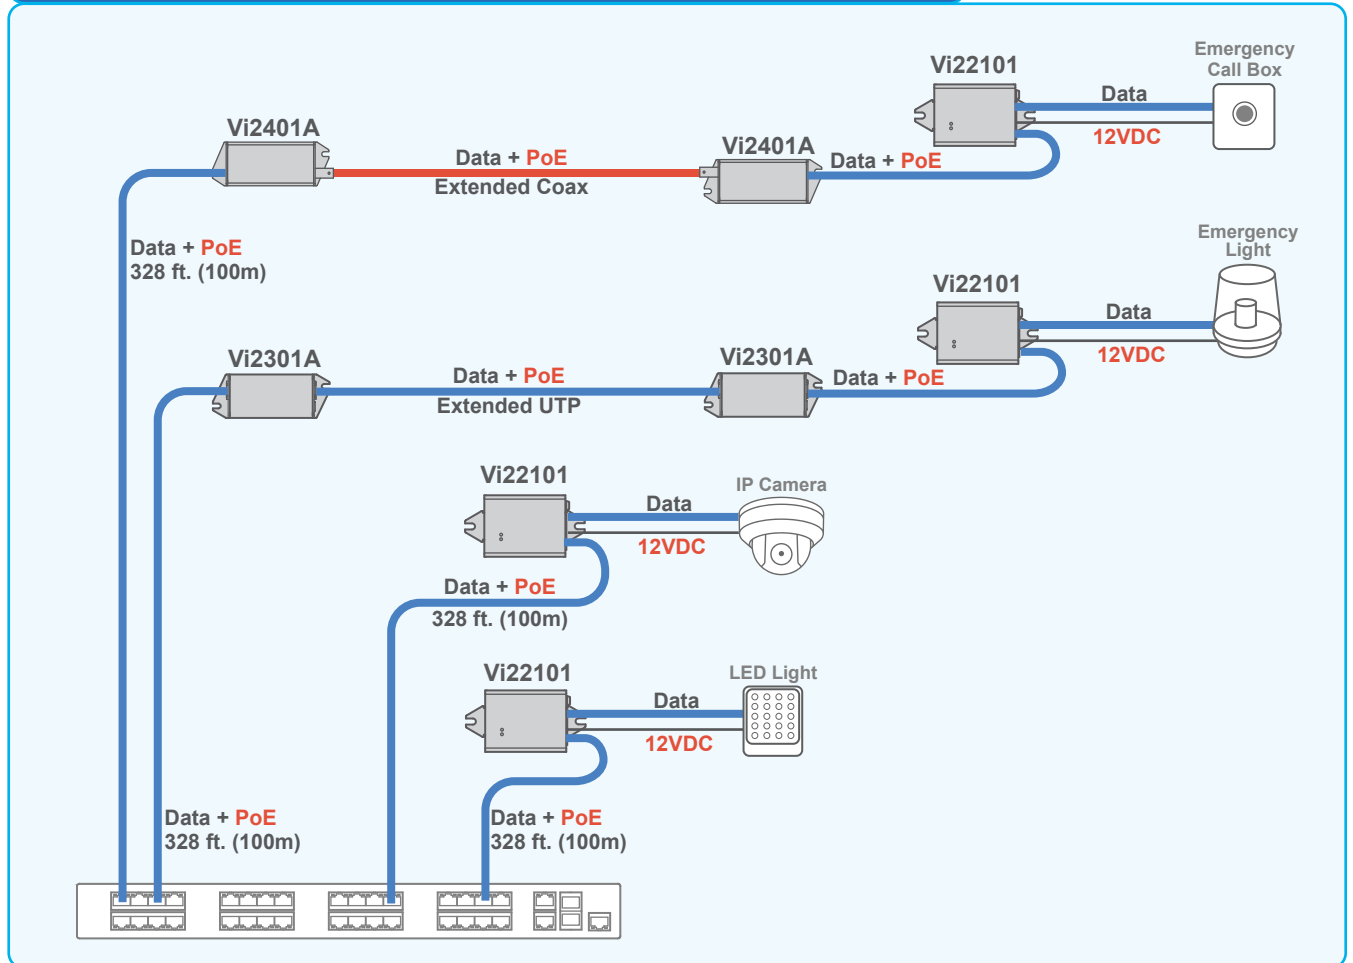 Emergency
Call Box
Vi22101
Data
12VDC
Vi2401A
Data + PoE
Extended Coax
Vi2401A
Data + PoE
Data + PoE
328 ft. (100m)
Emergency
Light
Vi22101
Data
12VDC
Vi2301A
Data + PoE
Extended UTP
Vi2301A
Data + PoE
Vi22101
Data
12VDC
IP Camera
Data + PoE
328 ft. (100m)
Vi22101
Data
12VDC
LED Light
Data + PoE
328 ft. (100m)
Data + PoE
328 ft. (100m)